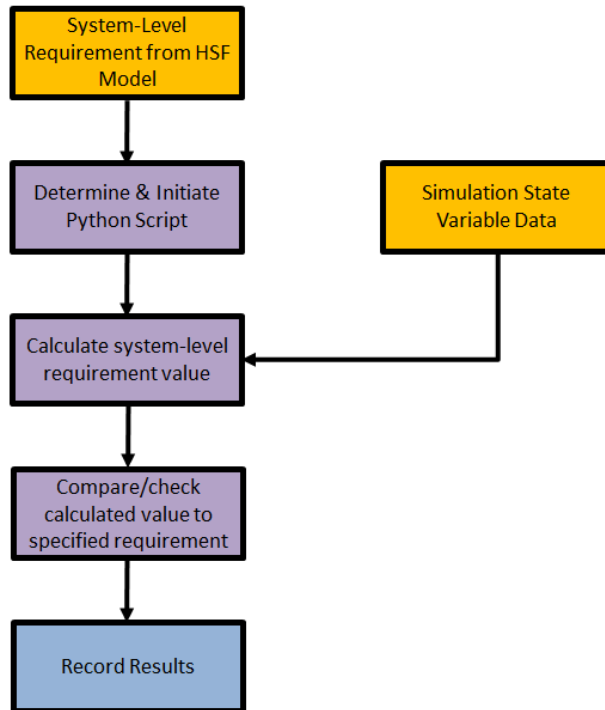 System-Level
Requirement from HSF
Model
Determine & Initiate
Python Script
Simulation State
Variable Data
Calculate system-level
requirement value
Compare/check
calculated value to
specified requirement
Record Results